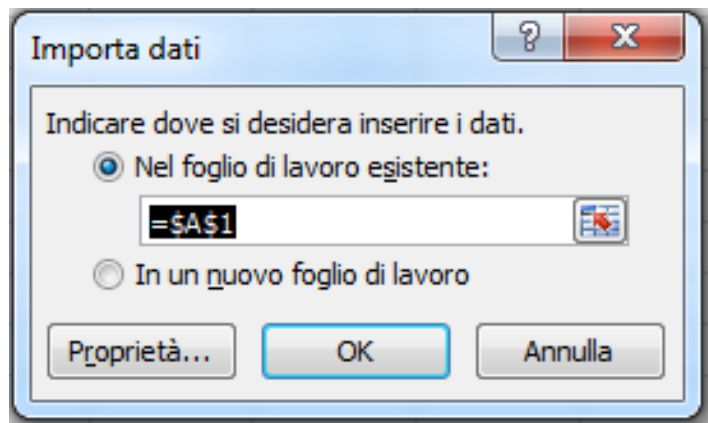 Importa dati
Indicare dove si desidera inserire i dati.
Nel foglio di lavoro esistente:
=$A$1
In un nuovo foglio di lavoro
Proprietà... OK Annulla